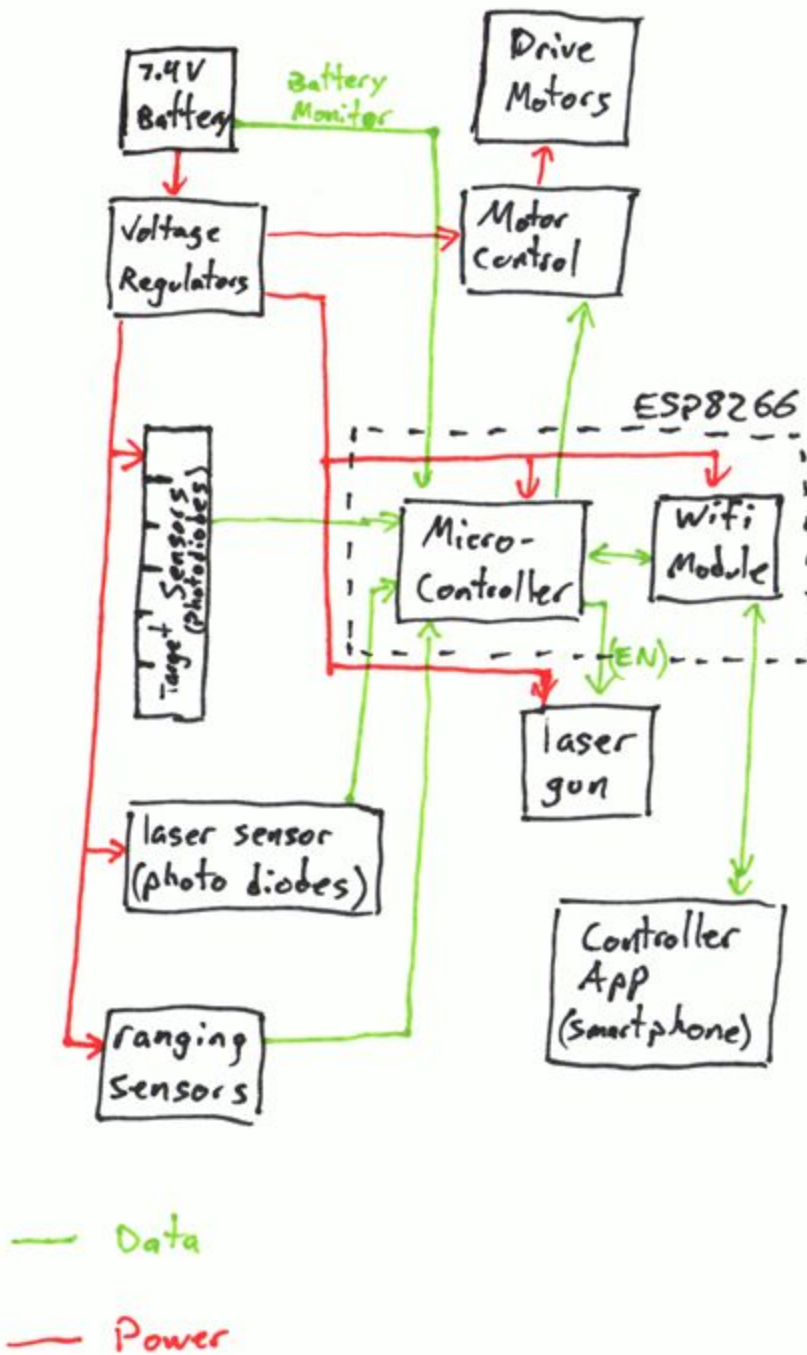 7.4V
Battery
Battery
Monitor
Drive
Motors
Voltage
Regulators
Motor
Control
ESP8266
Target Sensors
(photodiodes)
Micro-
Controller
Wifi
Module
(EN)
laser
gun
laser sensor
(photo diodes)
Controller
App
(smartphone)
ranging
sensors
Data
Power